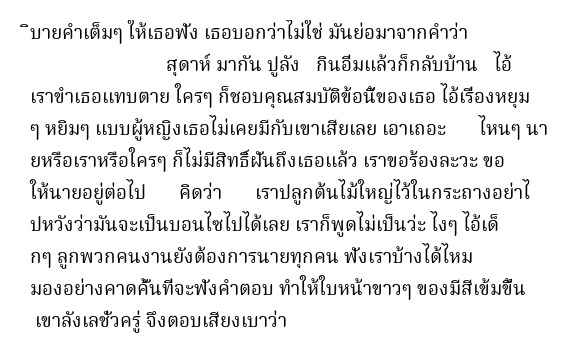 ิบายคำเต็มๆ ให้เธอฟัง เธอบอกว่าไม่ใช่ มันย่อมาจากคำว่า
สุดาห์ มากัน ปูลัง กินอีมแล้วก็กลับบ้าน ไอ้
เราขำเธอแทบตาย ใครๆ ก็ชอบคุณสมบัติข้อนี้ของเธอ ไอ้เรื่องหยุม
ๆ หยิมๆ แบบผู้หญิงเธอไม่เคยมีกับเขาเสียเลย เอาเถอะ ไหนๆ นา
ยหรือเราหรือใครๆ ก็ไม่มีสิทธิ์ฝันถึงเธอแล้ว เราขอร้องละวะ ขอ
ให้นายอยู่ต่อไป คิดว่า เราปลูกต้นไม้ใหญ่ไว้ในกระถางอย่าไ
ปหวังว่ามันจะเป็นบอนไซไปได้เลย เราก็พูดไม่เป็นว่ะ ไงๆ ไอ้เด็
กๆ ลูกพวกคนงานยังต้องการนายทุกคน ฟังเราบ้างได้ไหม
มองอย่างคาดคั้นที่จะฟังคำตอบ ทำให้ใบหน้าขาวๆ ของมีสีเข้มขึ้น
เขาลังเลชั่วครู่ จึงตอบเสียงเบาว่า